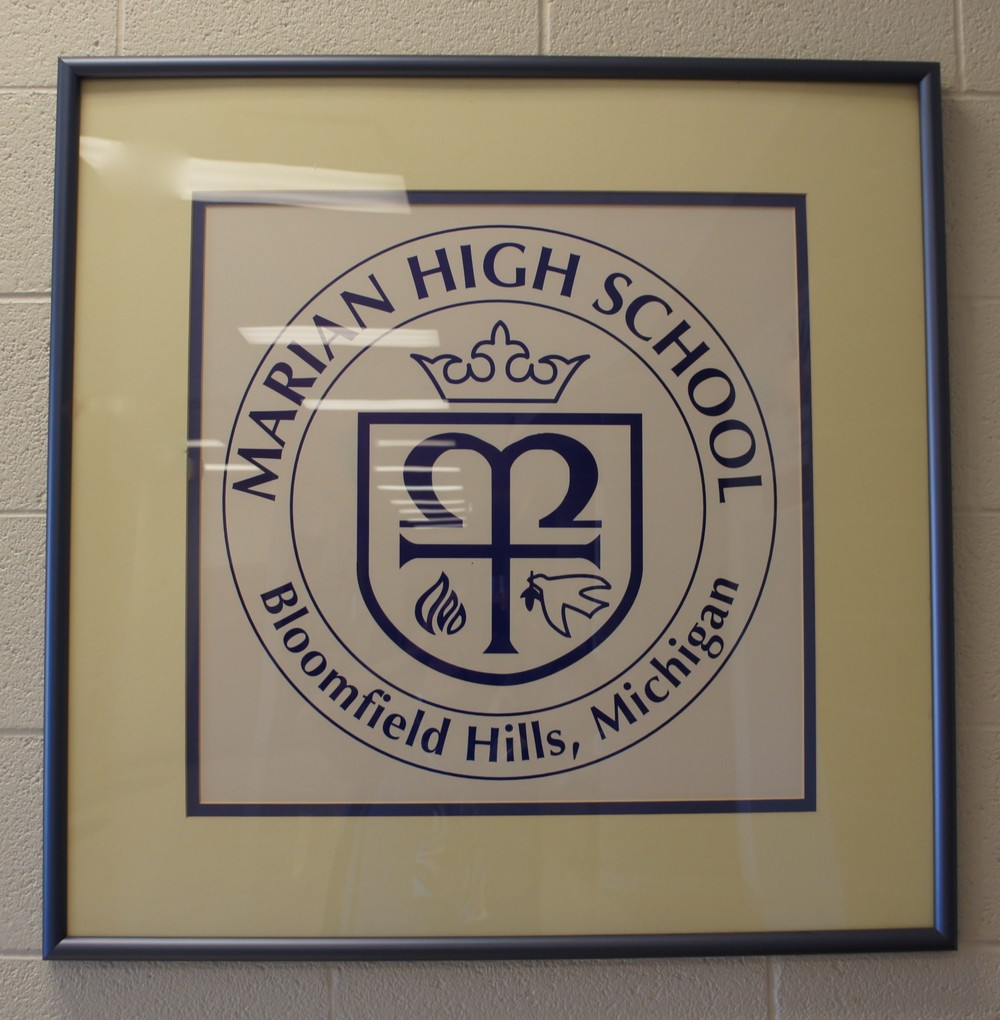 MARIAN HIGH SCHOOL
Bloomfield Hills, Michigan